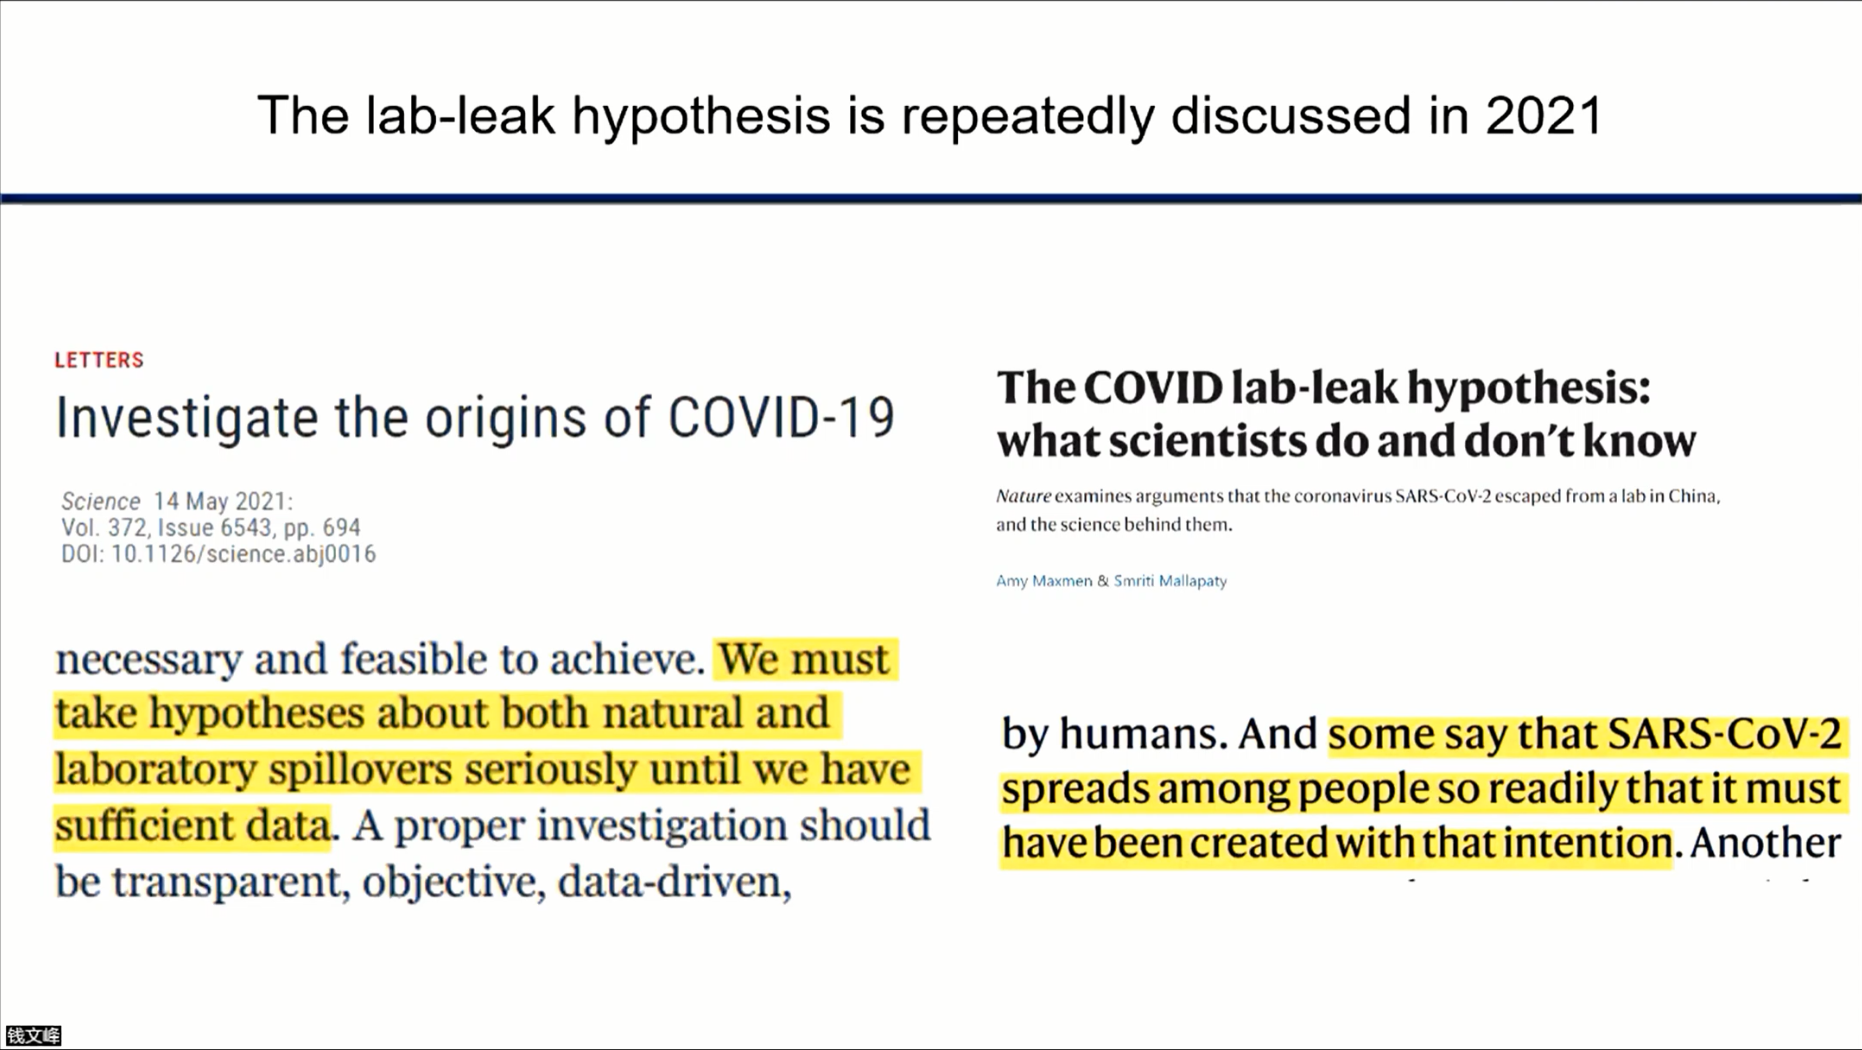 The lab-leak hypothesis is repeatedly discussed in 2021
LETTERS
Investigate the origins of COVID-19
Science 14 May 2021:
Vol. 372, Issue 6543, pp. 694
DOI: 10.1126/science.abj0016
necessary and feasible to achieve. We must
take hypotheses about both natural and
laboratory spillovers seriously until we have
sufficient data. A proper investigation should
be transparent, objective, data-driven,
The COVID lab-leak hypothesis:
what scientists do and don’t know
Nature examines arguments that the coronavirus SARS-CoV-2 escaped from a lab in China,
and the science behind them.
Amy Maxmen & Smriti Mallapaty
by humans. And some say that SARS-CoV-2
spreads among people so readily that it must
have been created with that intention. Another
钱文峰